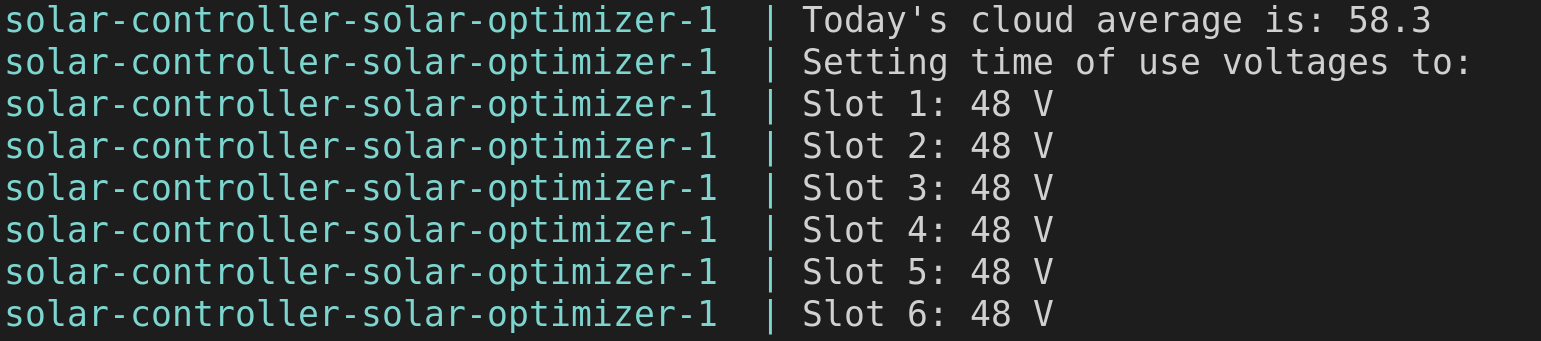 solar-controller-solar-optimizer-1  | Today's cloud average is: 58.3
solar-controller-solar-optimizer-1  | Setting time of use voltages to:
solar-controller-solar-optimizer-1  | Slot 1: 48 V
solar-controller-solar-optimizer-1  | Slot 2: 48 V
solar-controller-solar-optimizer-1  | Slot 3: 48 V
solar-controller-solar-optimizer-1  | Slot 4: 48 V
solar-controller-solar-optimizer-1  | Slot 5: 48 V
solar-controller-solar-optimizer-1  | Slot 6: 48 V